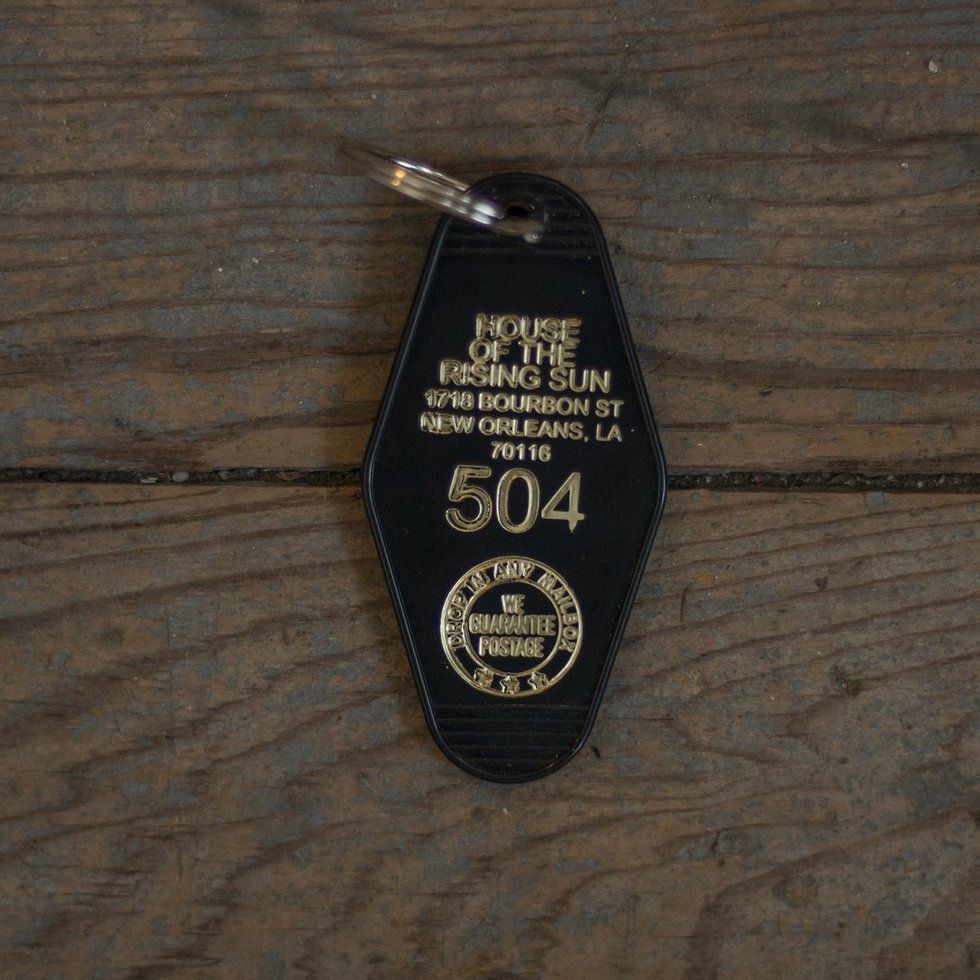 HOUSE
OF THE
RISING SUN
1718 BOURBON ST
NEW ORLEANS, LA
70116
504
DROP IN ANY MAILBOX
WE
GUARANTEE
POSTAGE